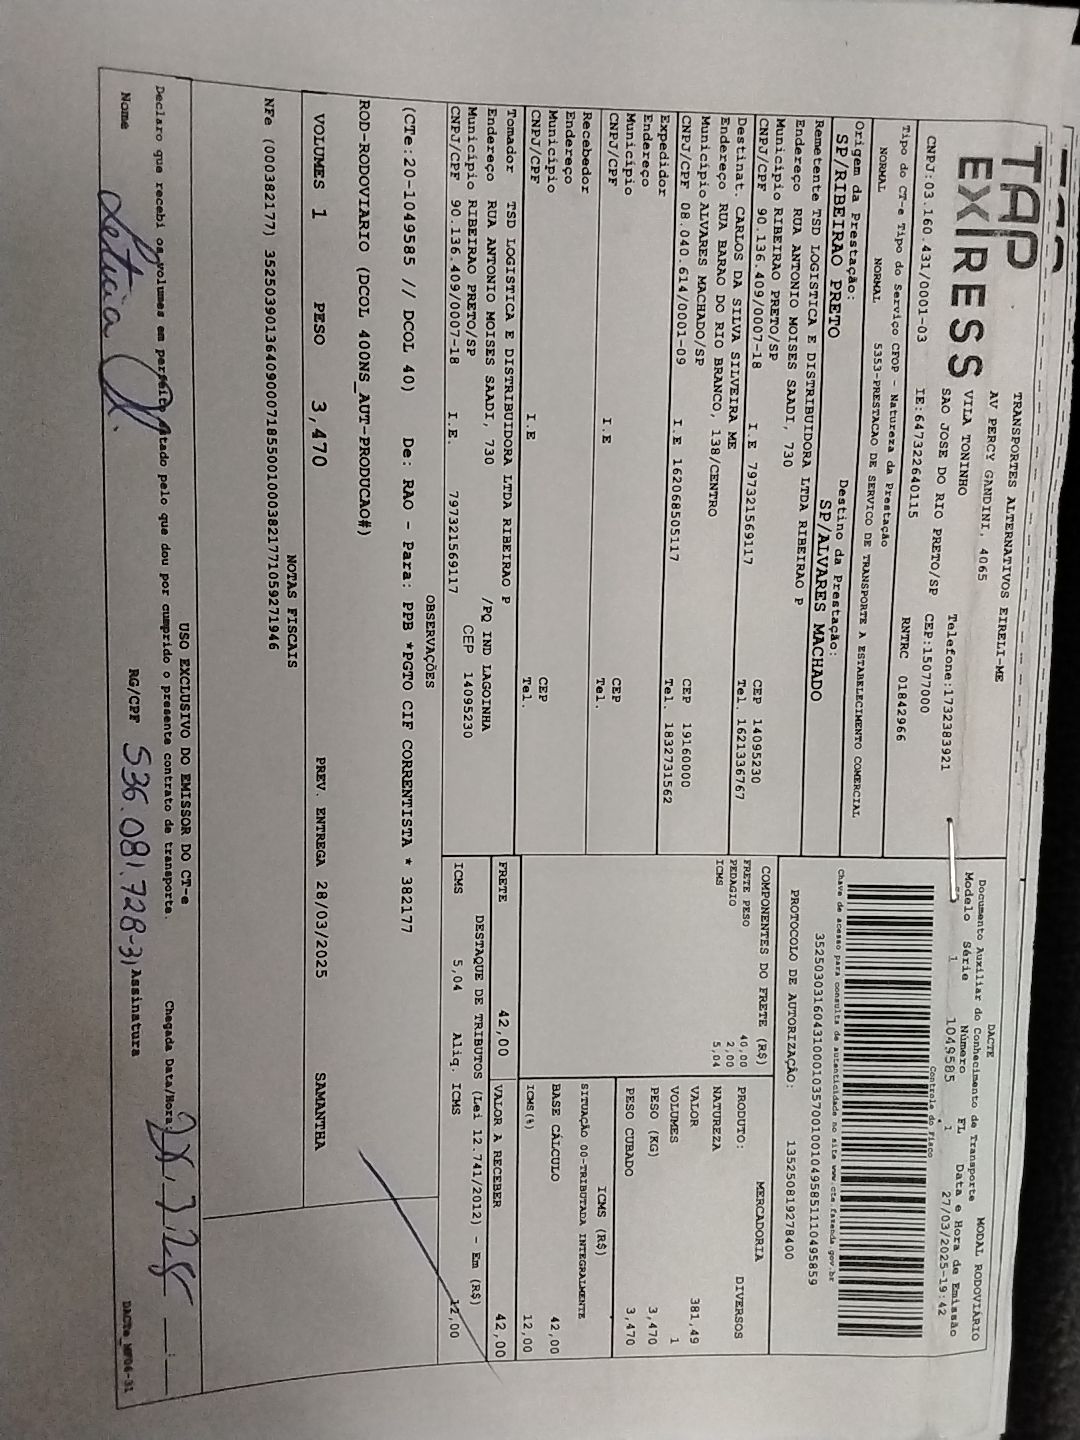 TAP
EXPRESS
TRANSPORTES ALTERNATIVOS EIRELI-ME
AV PERCY GANDINI, 4065
VILA TONINHO
SAO JOSE DO RIO PRETO/SP CEP:15077000
Telefone:1732383921
CNPJ:03.160.431/0001-03 IE:647322640115 RNTRC 01842966
Tipo do CT-e Tipo do Serviço CFOP - Natureza da Prestação
NORMAL NORMAL 5353-PRESTACAO DE SERVICO DE TRANSPORTE A ESTABELECIMENTO COMERCIAL
Origem da Prestação: Destino da Prestação:
SP/RIBEIRAO PRETO SP/ALVARES MACHADO
Remetente TSD LOGISTICA E DISTRIBUIDORA LTDA RIBEIRAO P
Endereço RUA ANTONIO MOISES SAADI, 730
Município RIBEIRAO PRETO/SP CEP 14095230
CNPJ/CPF 90.136.409/0007-18 I.E 797321569117 Tel. 1621336767
Destinat. CARLOS DA SILVA SILVEIRA ME
Endereço RUA BARAO DO RIO BRANCO, 138/CENTRO
Município ALVARES MACHADO/SP CEP 19160000
CNPJ/CPF 08.040.614/0001-09 I.E 162068505117 Tel. 1832731562
Expedidor
Endereço
Município CEP
CNPJ/CPF I.E Tel.
Recebedor
Endereço
Município CEP
CNPJ/CPF I.E Tel.
Tomador TSD LOGISTICA E DISTRIBUIDORA LTDA RIBEIRAO P
Endereço RUA ANTONIO MOISES SAADI, 730 /PQ IND LAGOINHA
Município RIBEIRAO PRETO/SP CEP 14095230
CNPJ/CPF 90.136.409/0007-18 I.E. 797321569117
DACTE MODAL RODOVIÁRIO
Documento Auxiliar do Conhecimento de Transporte
Modelo Série Número FL Data e Hora de Emissão
1 1049585 1 27/03/2025-19:42
Controle do Fisco
Chave de acesso para consulta de autenticidade no site www.cte.fazenda.gov.br
35250303160431000103570010010495851110495859
PROTOCOLO DE AUTORIZAÇÃO: 135250819278400
COMPONENTES DO FRETE (R$)
FRETE PESO 40,00
PEDAGIO 2,00
ICMS 5,04
MERCADORIA
PRODUTO: DIVERSOS
NATUREZA
VALOR 381,49
VOLUMES 1
PESO (KG) 3,470
PESO CUBADO 3,470
ICMS (R$)
SITUAÇÃO 00-TRIBUTADA INTEGRALMENTE
BASE CÁLCULO 42,00
ICMS(%) 12,00
FRETE 42,00 VALOR A RECEBER 42,00
DESTAQUE DE TRIBUTOS (Lei 12.741/2012) - Em (R$)
ICMS 5,04 Aliq. ICMS 12,00
OBSERVAÇÕES
(CTe:20-1049585 // DCOL 40) De: RAO - Para: PPB *PGTO CIF CORRENTISTA * 382177
ROD-RODOVIARIO (DCOL 400NS_AUT-PRODUCAO#)
VOLUMES 1 PESO 3,470 PREV. ENTREGA 28/03/2025 SAMANTHA
NOTAS FISCAIS
NFe (000382177) 35250390136409000718550010003821771059271946
USO EXCLUSIVO DO EMISSOR DO CT-e
Declaro que recebi os volumes em perfeito estado pelo que dou por cumprido o presente contrato de transporte. Chegada Data/Hora:
Nome Leticia RG/CPF 536.081.728-31 Assinatura